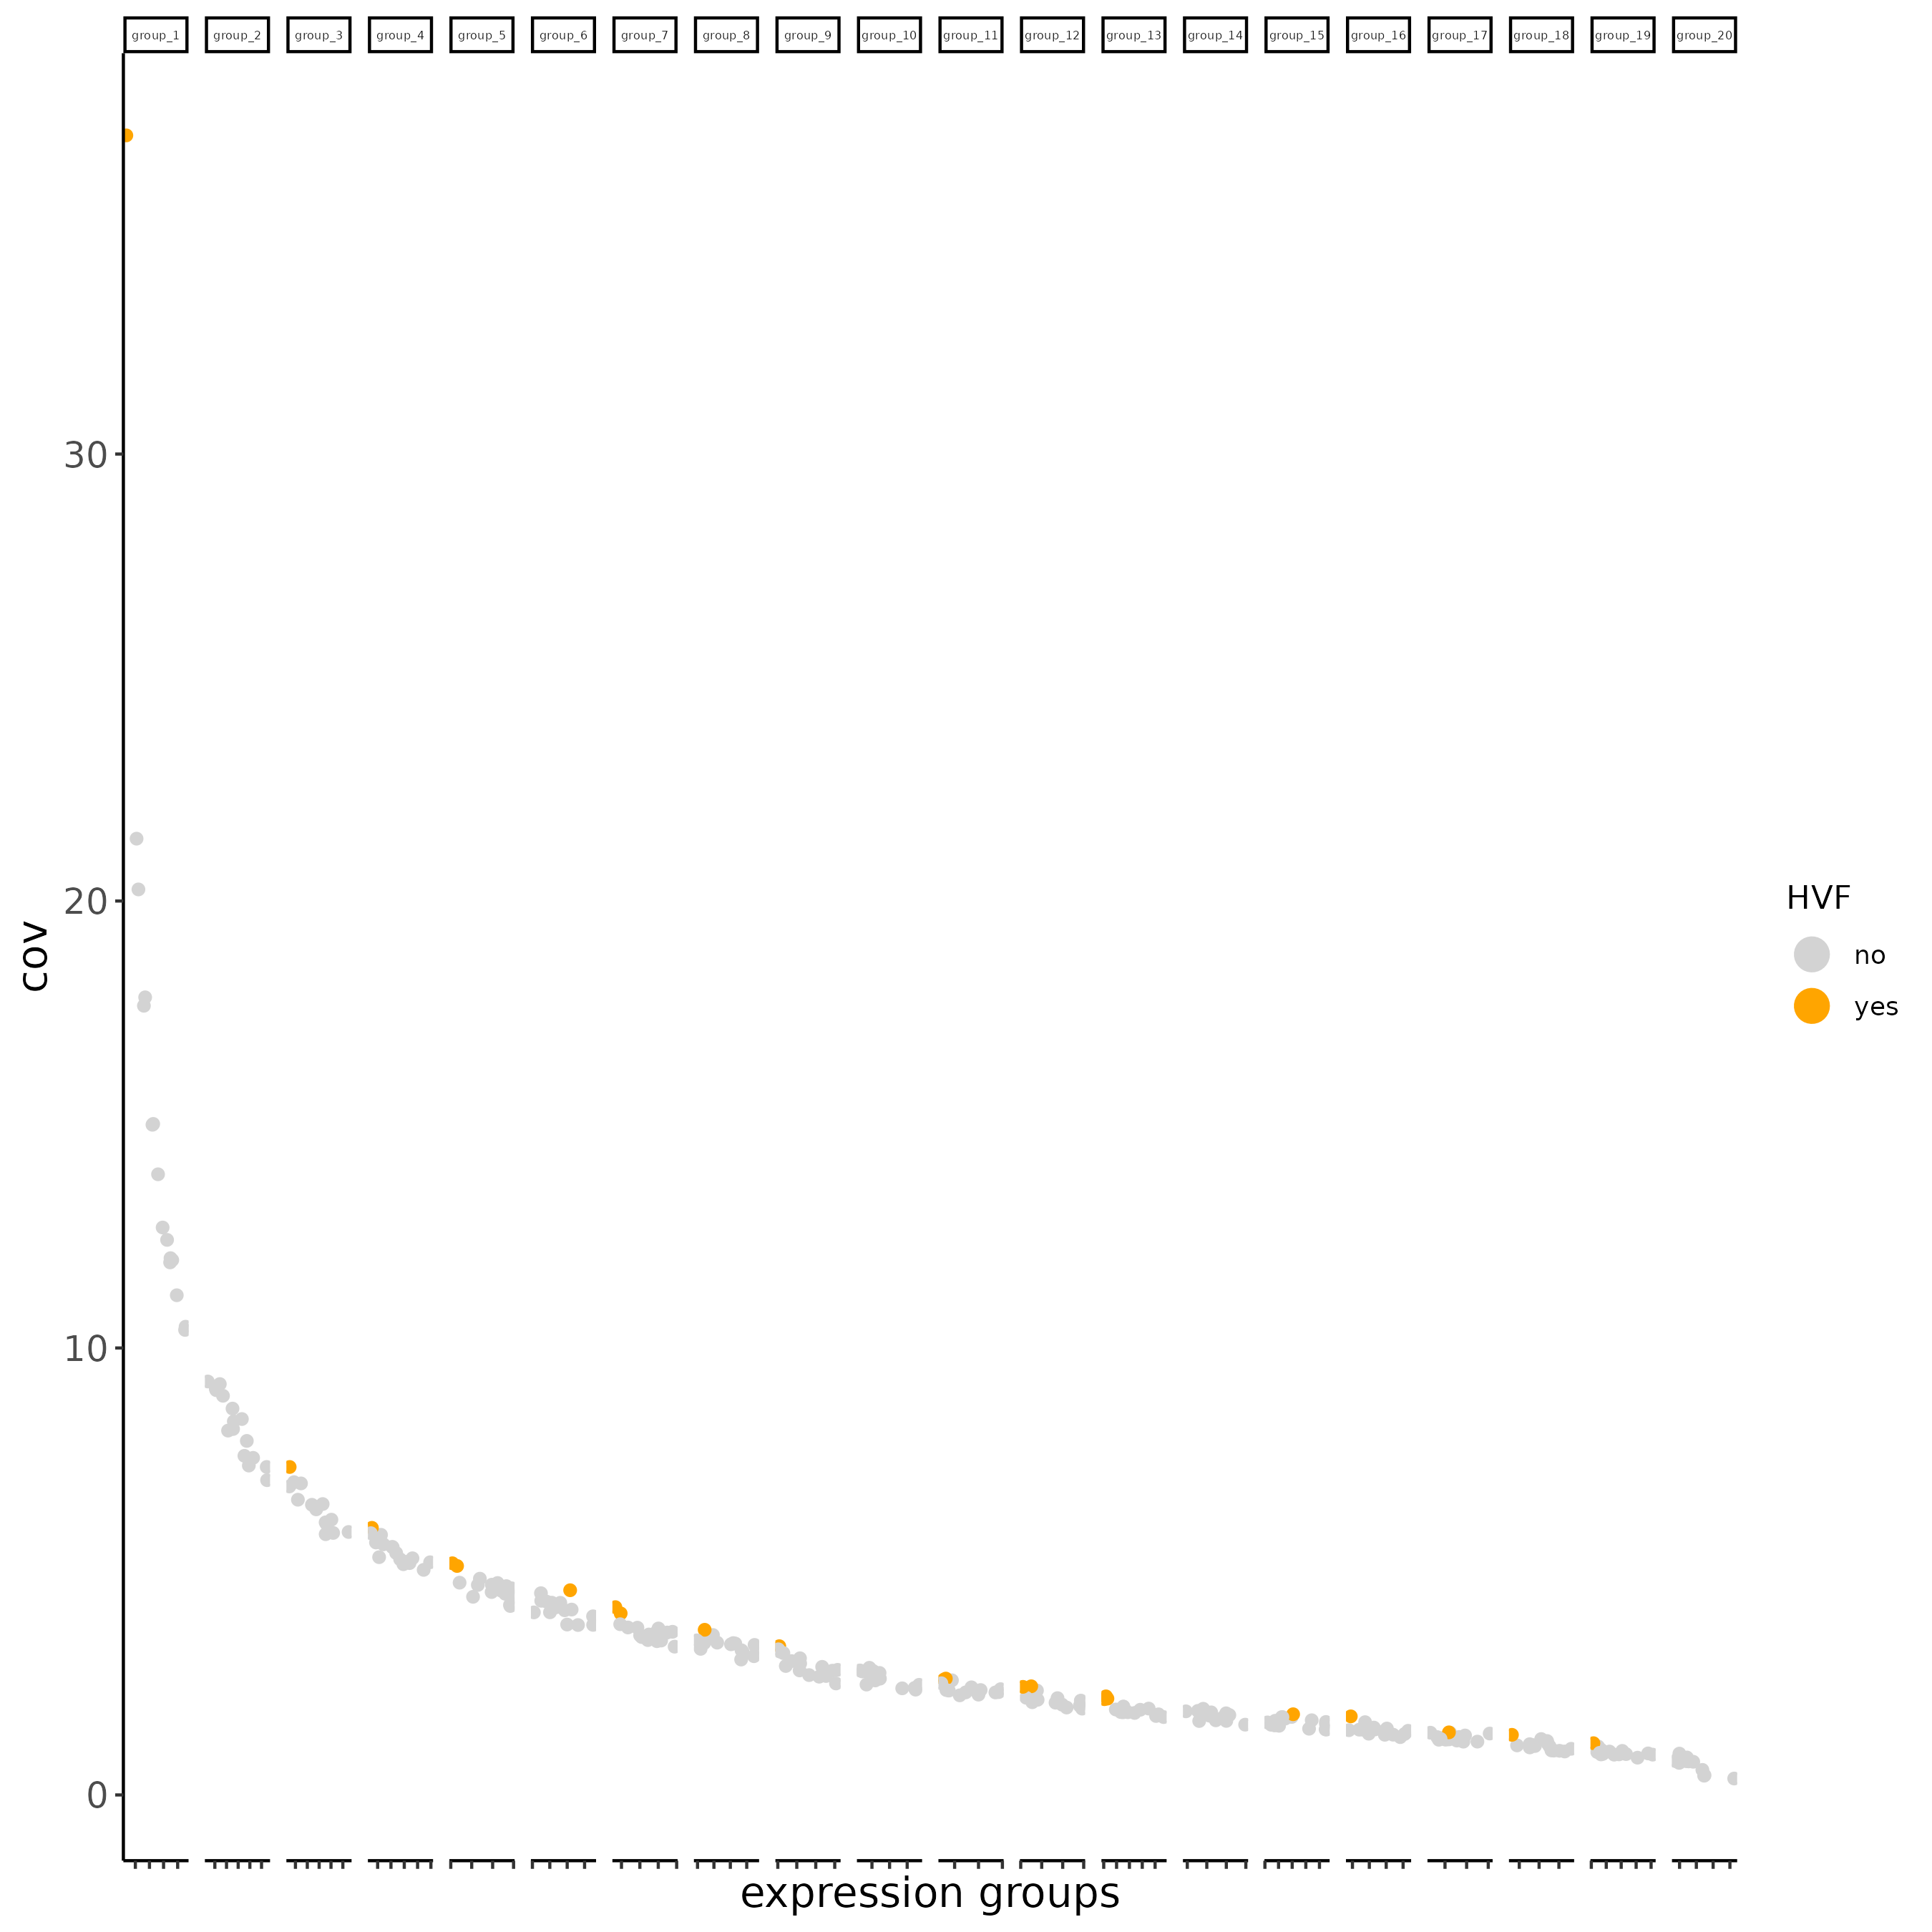 group_1 group_2 group_3 group_4 group_5 group_6 group_7 group_8 group_9 group_10 group_11 group_12 group_13 group_14 group_15 group_16 group_17 group_18 group_19 group_20
30
20
10
0
cov
expression groups
HVF
no
yes